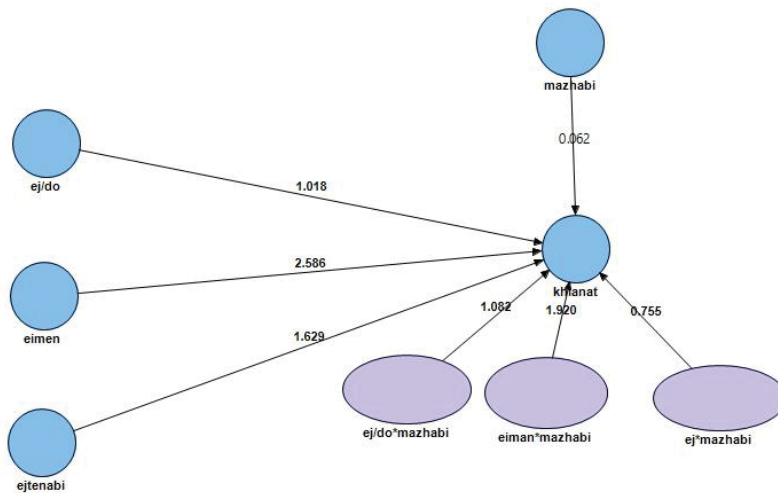 mazhabi
0.062
ej/do
1.018
eimen
2.586
khianat
1.629
1.082
1.920
0.755
ejtenabi
ej/do*mazhabi
eiman*mazhabi
ej*mazhabi